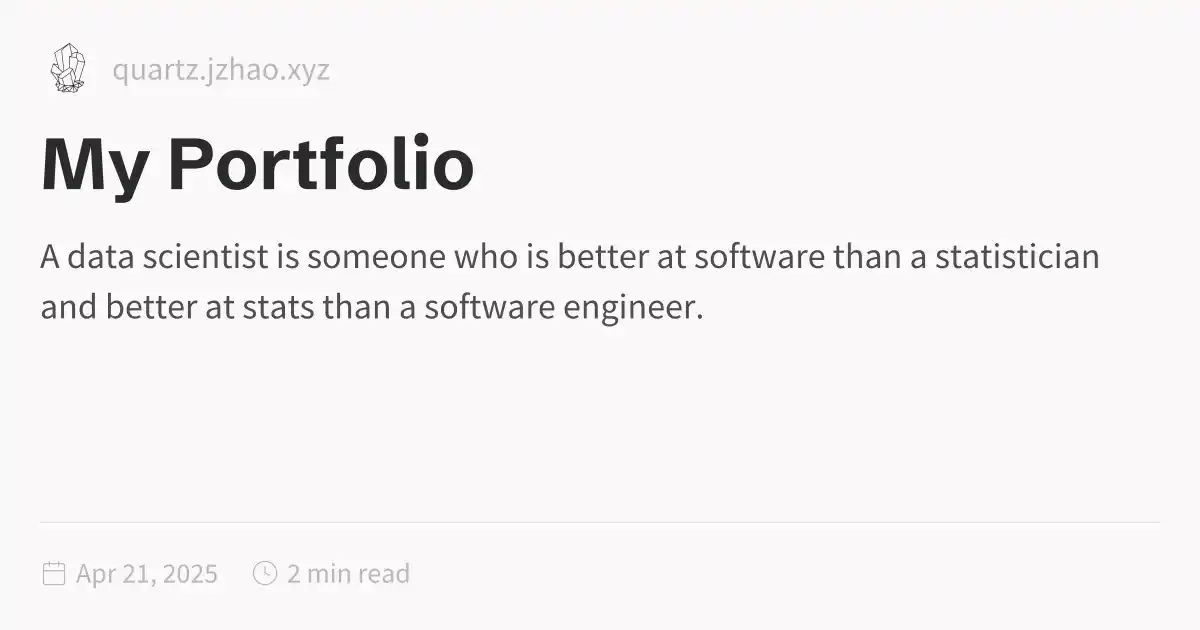 quartz.jzhao.xyz
My Portfolio
A data scientist is someone who is better at software than a statistician
and better at stats than a software engineer.
Apr 21, 2025 2 min read